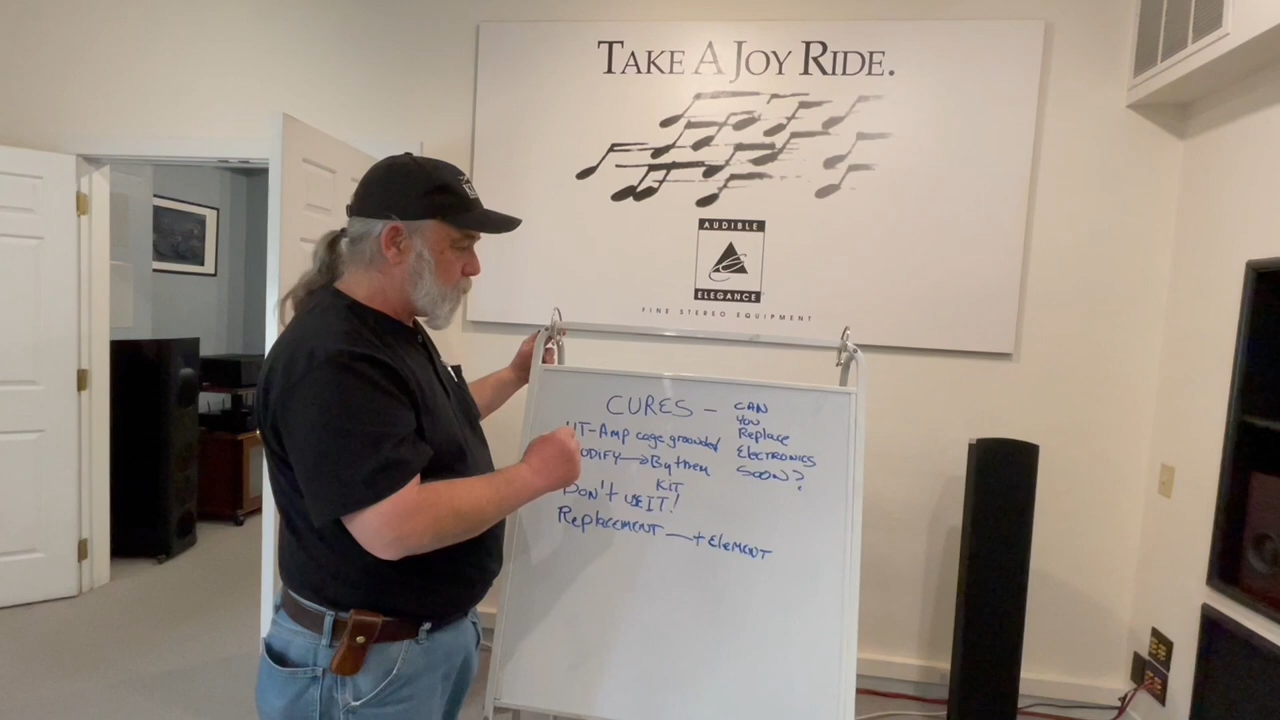 TAKE A JOY RIDE.
AUDIBLE
ELEGANCE
FINE STEREO EQUIPMENT
CURES - CAN
YOU
Replace
ELECTRONICS
SOON?
-Amp cage grounded
ODIFY → By them
KIT
DON'T USE IT!
Replacement → Element